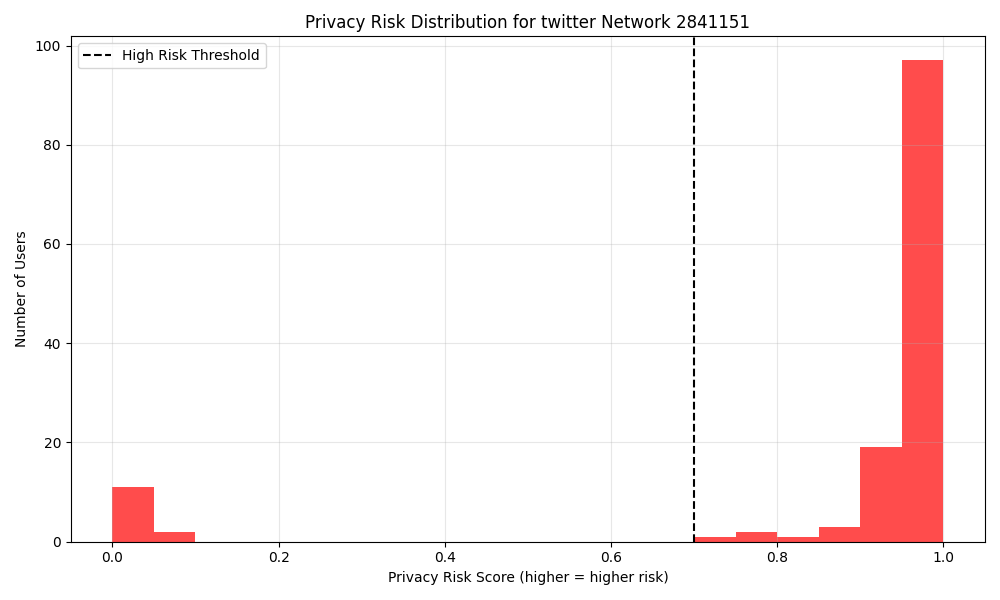 Privacy Risk Distribution for twitter Network 2841151
High Risk Threshold
100
80
60
40
20
0
Number of Users
0.0 0.2 0.4 0.6 0.8 1.0
Privacy Risk Score (higher = higher risk)